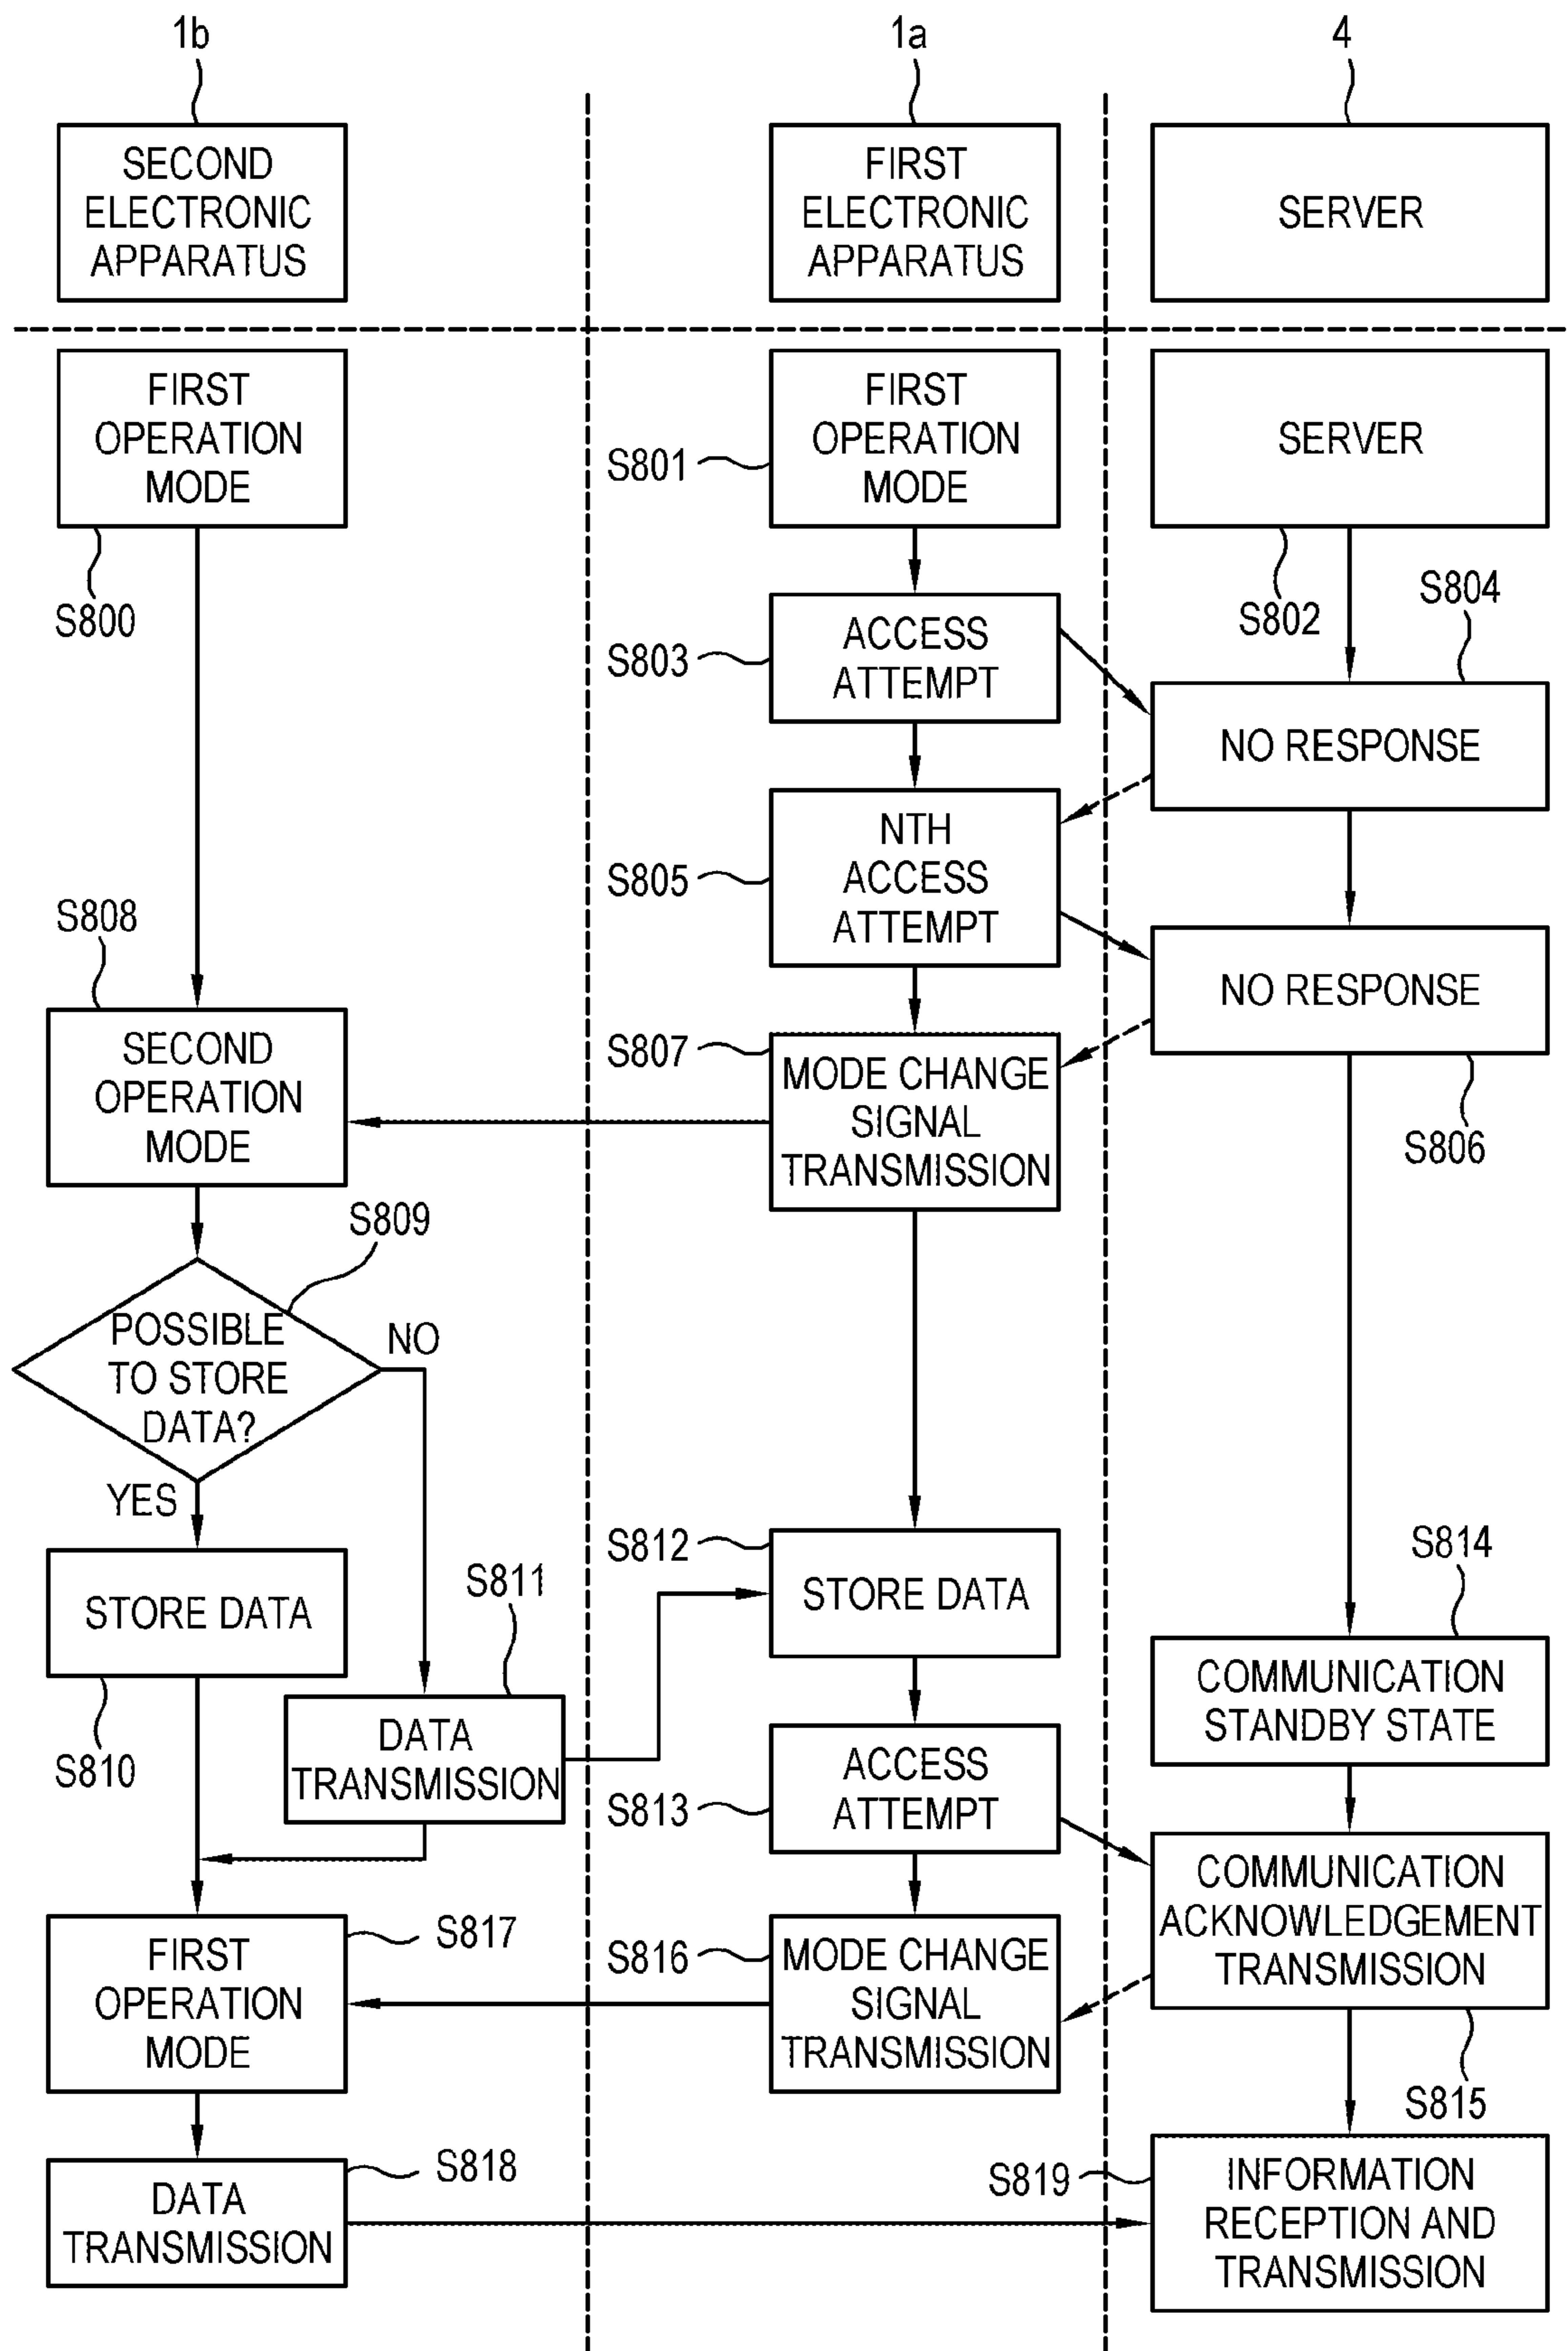 1b
1a
4
SECOND
ELECTRONIC
APPARATUS
FIRST
ELECTRONIC
APPARATUS
SERVER
FIRST
OPERATION
MODE
S800
S801
FIRST
OPERATION
MODE
SERVER
S802
S803
ACCESS
ATTEMPT
S804
NO RESPONSE
S805
NTH
ACCESS
ATTEMPT
NO RESPONSE
S806
S807
MODE CHANGE
SIGNAL
TRANSMISSION
S808
SECOND
OPERATION
MODE
S809
POSSIBLE
TO STORE
DATA?
NO
YES
STORE DATA
S810
S811
DATA
TRANSMISSION
S812
STORE DATA
S813
ACCESS
ATTEMPT
S814
COMMUNICATION
STANDBY STATE
COMMUNICATION
ACKNOWLEDGEMENT
TRANSMISSION
S815
S816
MODE CHANGE
SIGNAL
TRANSMISSION
FIRST
OPERATION
MODE
S817
DATA
TRANSMISSION
S818
S819
INFORMATION
RECEPTION AND
TRANSMISSION